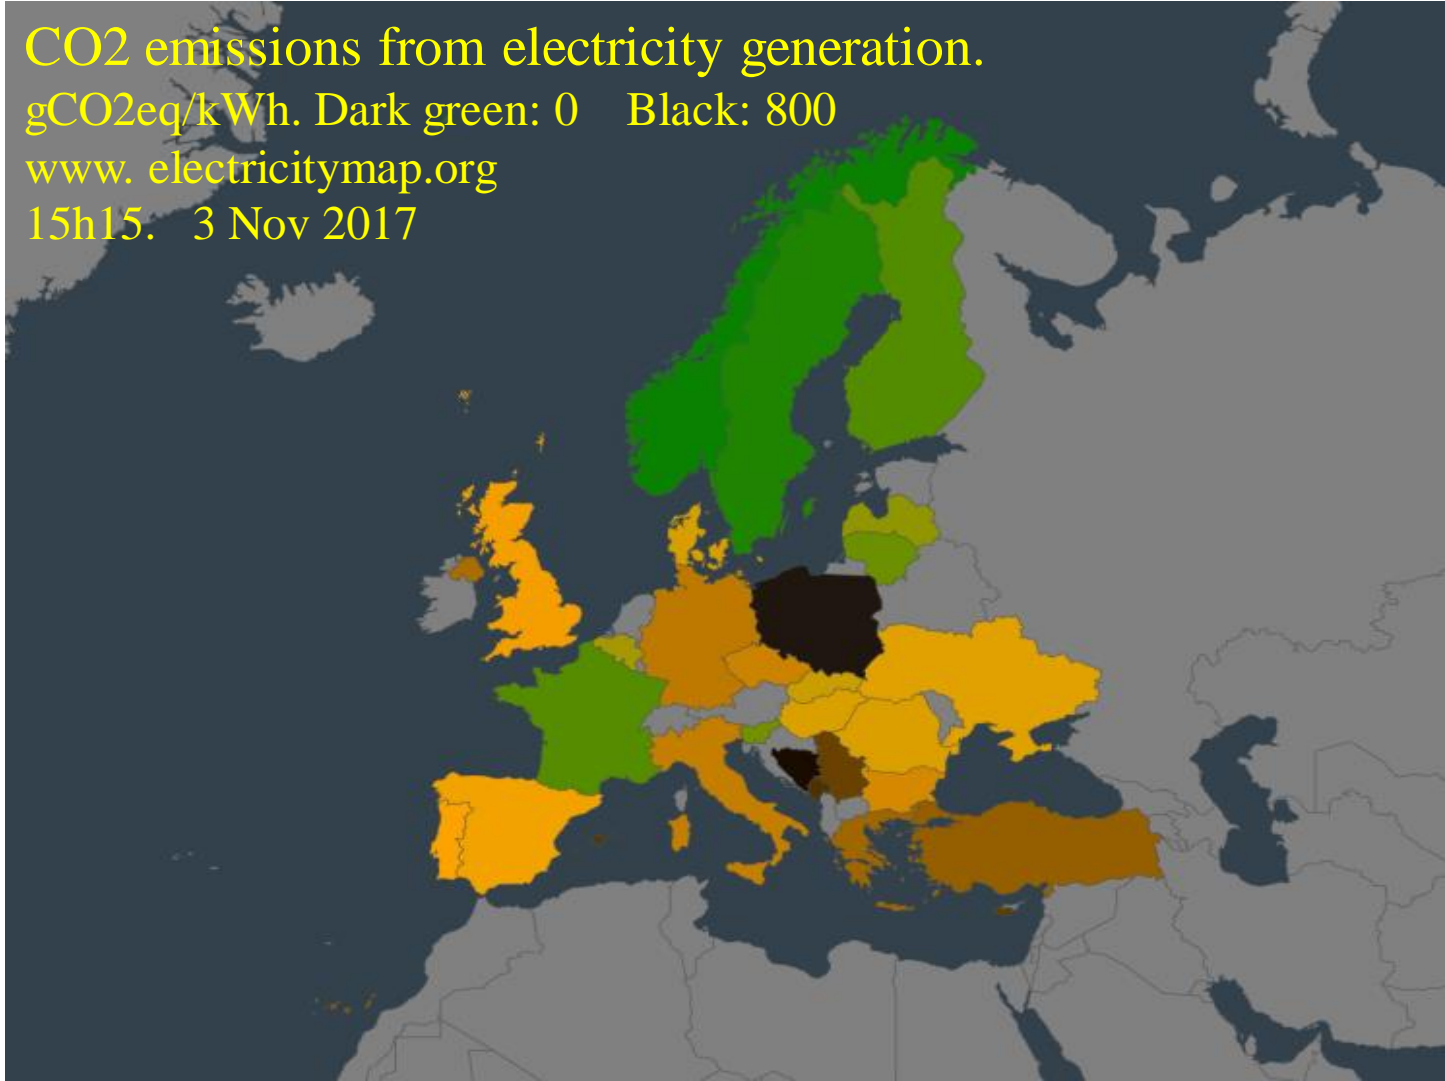 CO2 emissions from electricity generation.
gCO2eq/kWh. Dark green: 0 Black: 800
www. electricitymap.org
15h15. 3 Nov 2017